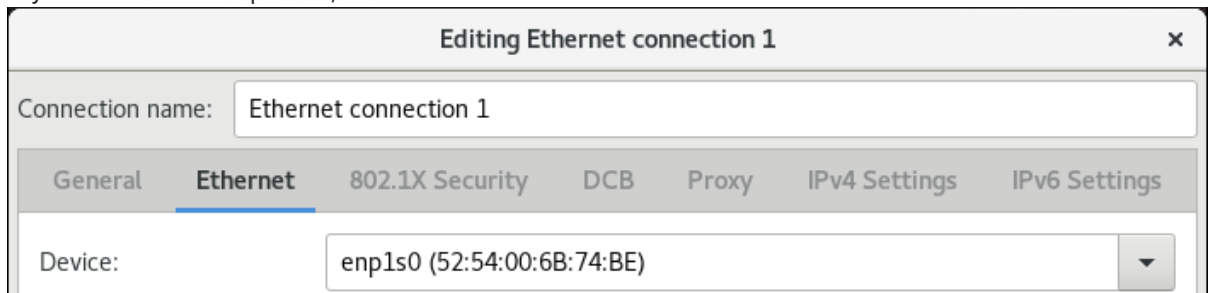 Editing Ethernet connection 1 ×
Connection name: Ethernet connection 1
General Ethernet 802.1X Security DCB Proxy IPv4 Settings IPv6 Settings
Device: enp1s0 (52:54:00:6B:74:BE)